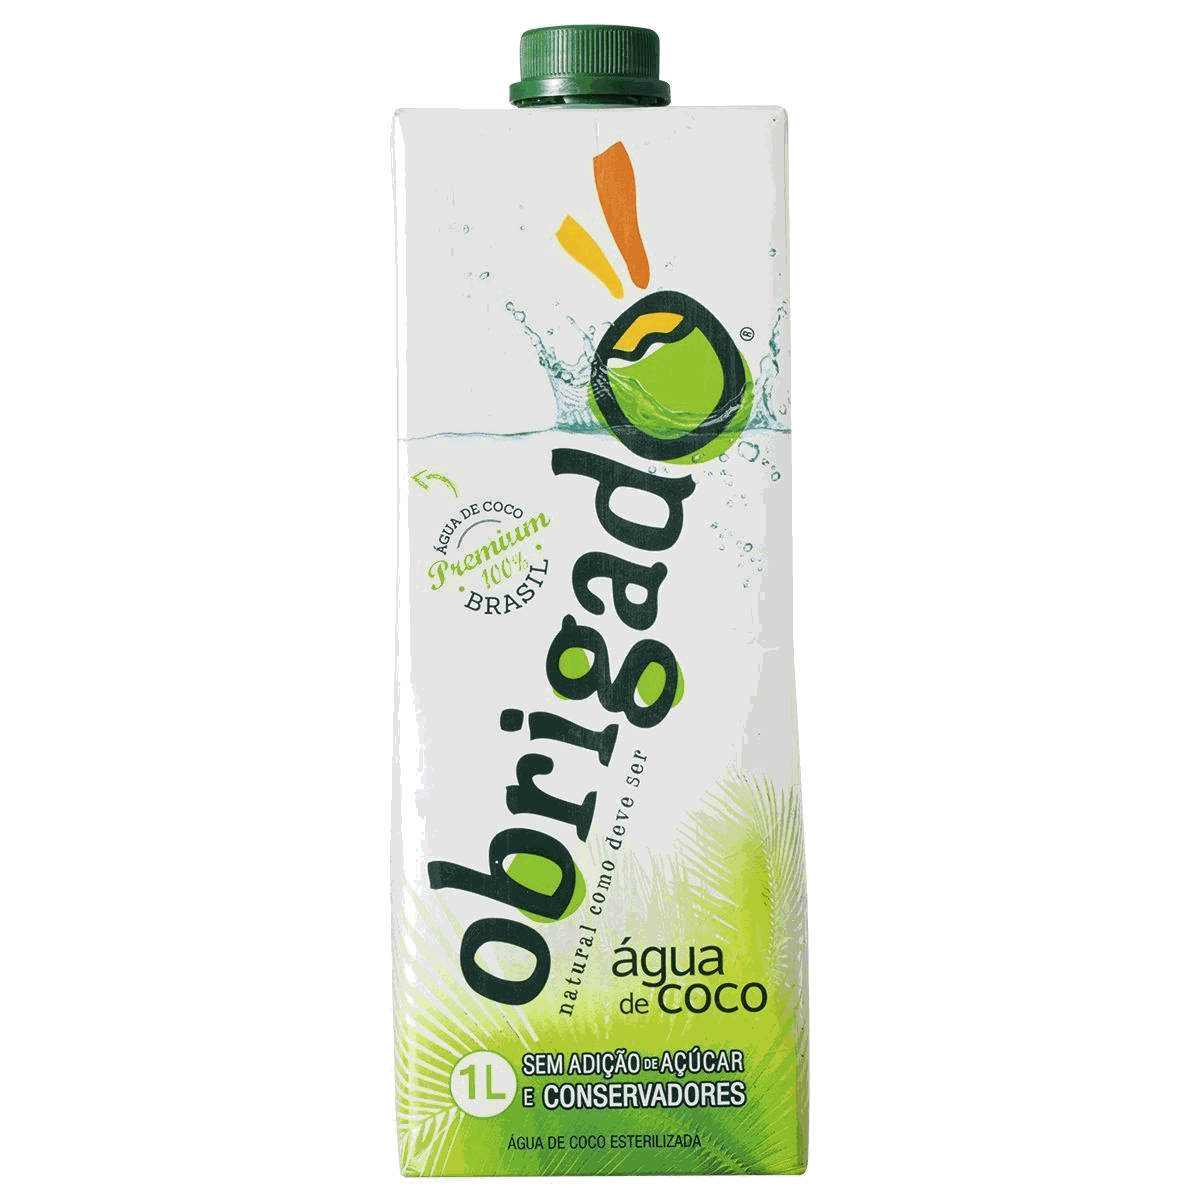 obrigado
®
ÁGUA DE COCO
Premium
100%
BRASIL
natural como deve ser
água
de coco
1L
SEM ADIÇÃO DE AÇÚCAR
E CONSERVADORES
ÁGUA DE COCO ESTERILIZADA